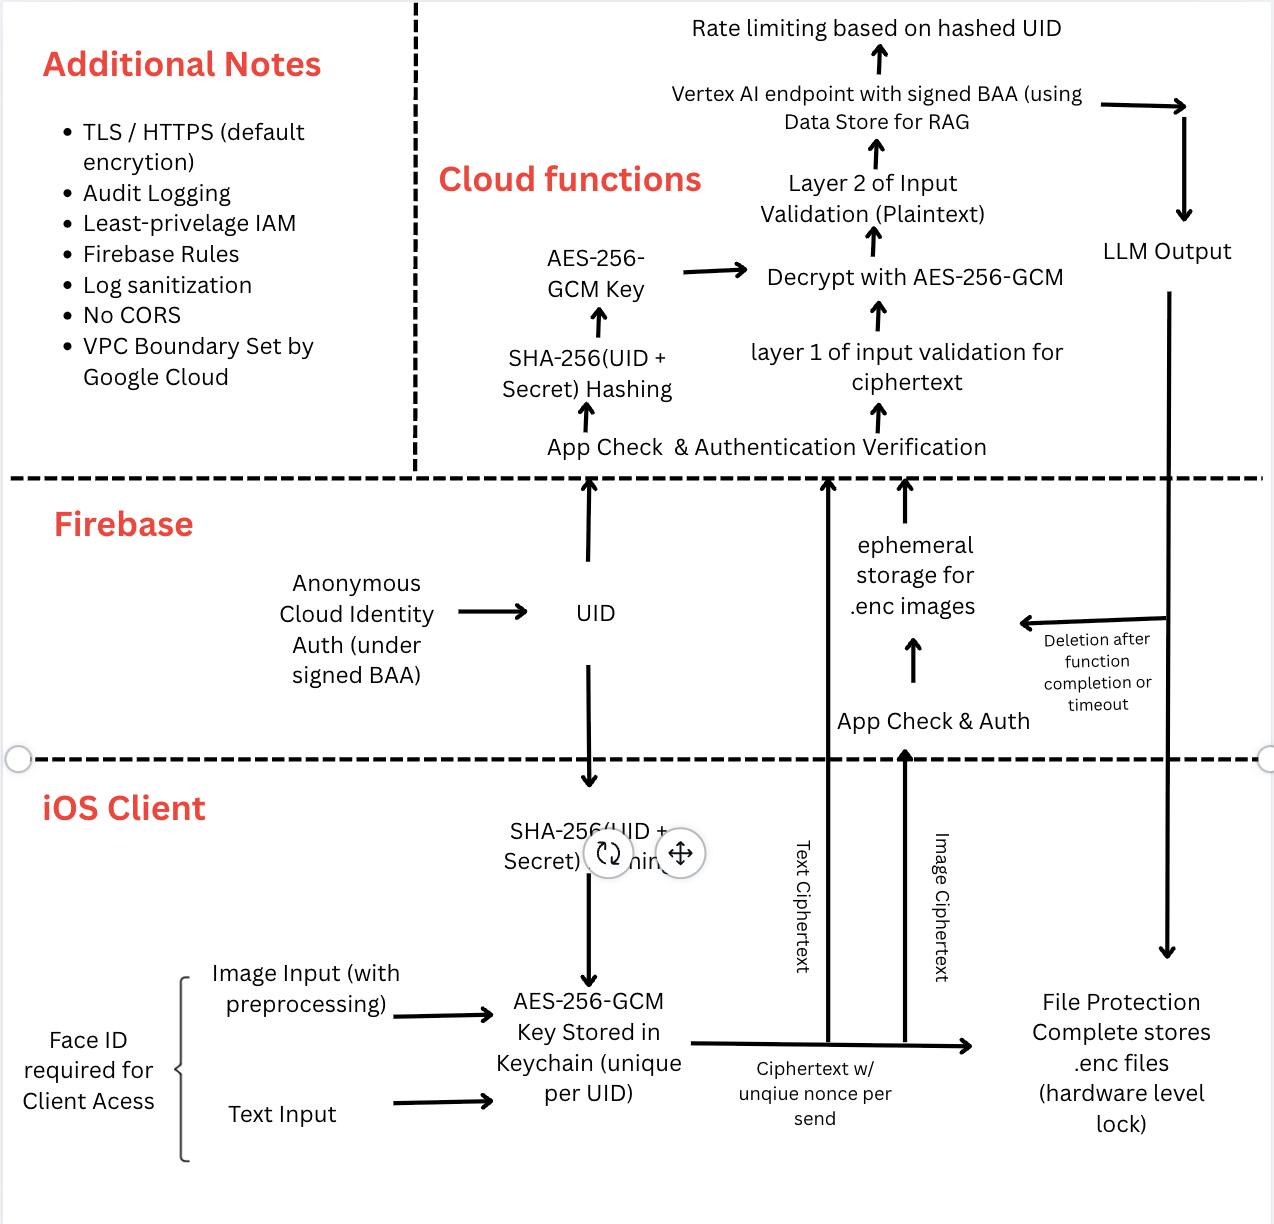 Additional Notes
TLS / HTTPS (default
encrytion)
Audit Logging
Least-privelage IAM
Firebase Rules
Log sanitization
No CORS
VPC Boundary Set by
Google Cloud
Cloud functions
Rate limiting based on hashed UID
Vertex AI endpoint with signed BAA (using
Data Store for RAG
Layer 2 of Input
Validation (Plaintext)
LLM Output
AES-256-
GCM Key
Decrypt with AES-256-GCM
SHA-256(UID +
Secret) Hashing
layer 1 of input validation for
ciphertext
App Check & Authentication Verification
Firebase
Anonymous
Cloud Identity
Auth (under
signed BAA)
UID
ephemeral
storage for
.enc images
Deletion after
function
completion or
timeout
App Check & Auth
iOS Client
SHA-256(UID +
Secret)
Text Ciphertext
Image Ciphertext
Face ID
required for
Client Acess
Image Input (with
preprocessing)
Text Input
AES-256-GCM
Key Stored in
Keychain (unique
per UID)
Ciphertext w/
unqiue nonce per
send
File Protection
Complete stores
.enc files
(hardware level
lock)